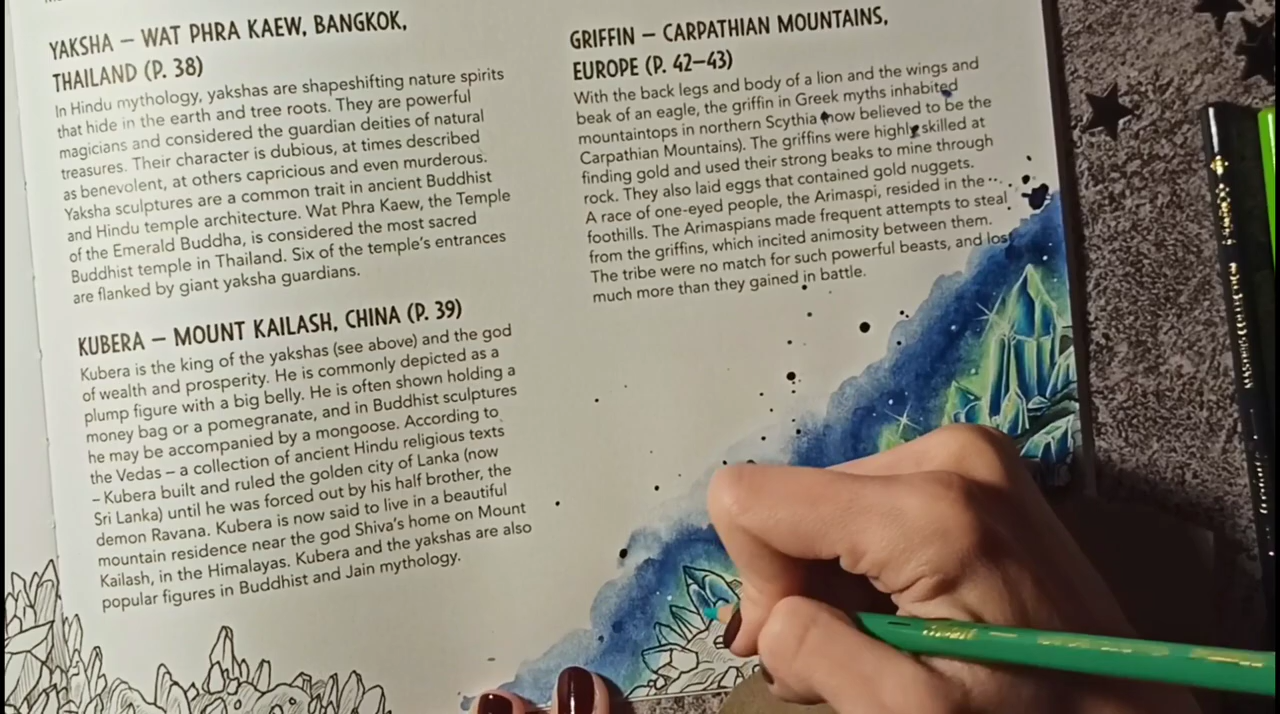 YAKSHA – WAT PHRA KAEW, BANGKOK,
THAILAND (P. 38)
In Hindu mythology, yakshas are shapeshifting nature spirits
that hide in the earth and tree roots. They are powerful
magicians and considered the guardian deities of natural
treasures. Their character is dubious, at times described
as benevolent, at others capricious and even murderous.
Yaksha sculptures are a common trait in ancient Buddhist
and Hindu temple architecture. Wat Phra Kaew, the Temple
of the Emerald Buddha, is considered the most sacred
Buddhist temple in Thailand. Six of the temple's entrances
are flanked by giant yaksha guardians.
KUBERA – MOUNT KAILASH, CHINA (P. 39)
Kubera is the king of the yakshas (see above) and the god
of wealth and prosperity. He is commonly depicted as a
plump figure with a big belly. He is often shown holding a
money bag or a pomegranate, and in Buddhist sculptures
he may be accompanied by a mongoose. According to
the Vedas – a collection of ancient Hindu religious texts
– Kubera built and ruled the golden city of Lanka (now
Sri Lanka) until he was forced out by his half brother, the
demon Ravana. Kubera is now said to live in a beautiful
mountain residence near the god Shiva's home on Mount
Kailash, in the Himalayas. Kubera and the yakshas are also
popular figures in Buddhist and Jain mythology.
GRIFFIN – CARPATHIAN MOUNTAINS,
EUROPE (P. 42–43)
With the back legs and body of a lion and the wings and
beak of an eagle, the griffin in Greek myths inhabited
mountaintops in northern Scythia (now believed to be the
Carpathian Mountains). The griffins were highly skilled at
finding gold and used their strong beaks to mine through
rock. They also laid eggs that contained gold nuggets.
A race of one-eyed people, the Arimaspi, resided in the
foothills. The Arimaspians made frequent attempts to steal
from the griffins, which incited animosity between them.
The tribe were no match for such powerful beasts, and lost
much more than they gained in battle.
MASTERS COLLECTION